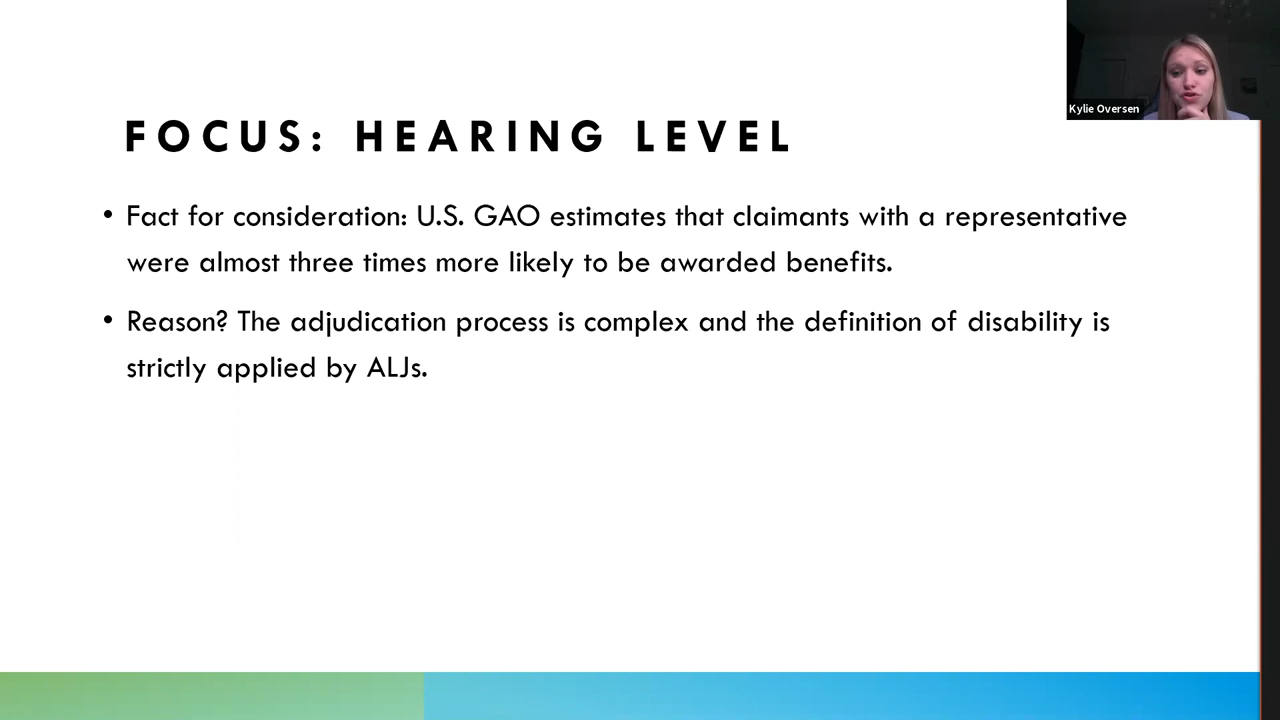 Kylie Oversen
FOCUS: HEARING LEVEL
• Fact for consideration: U.S. GAO estimates that claimants with a representative
were almost three times more likely to be awarded benefits.
• Reason? The adjudication process is complex and the definition of disability is
strictly applied by ALJs.